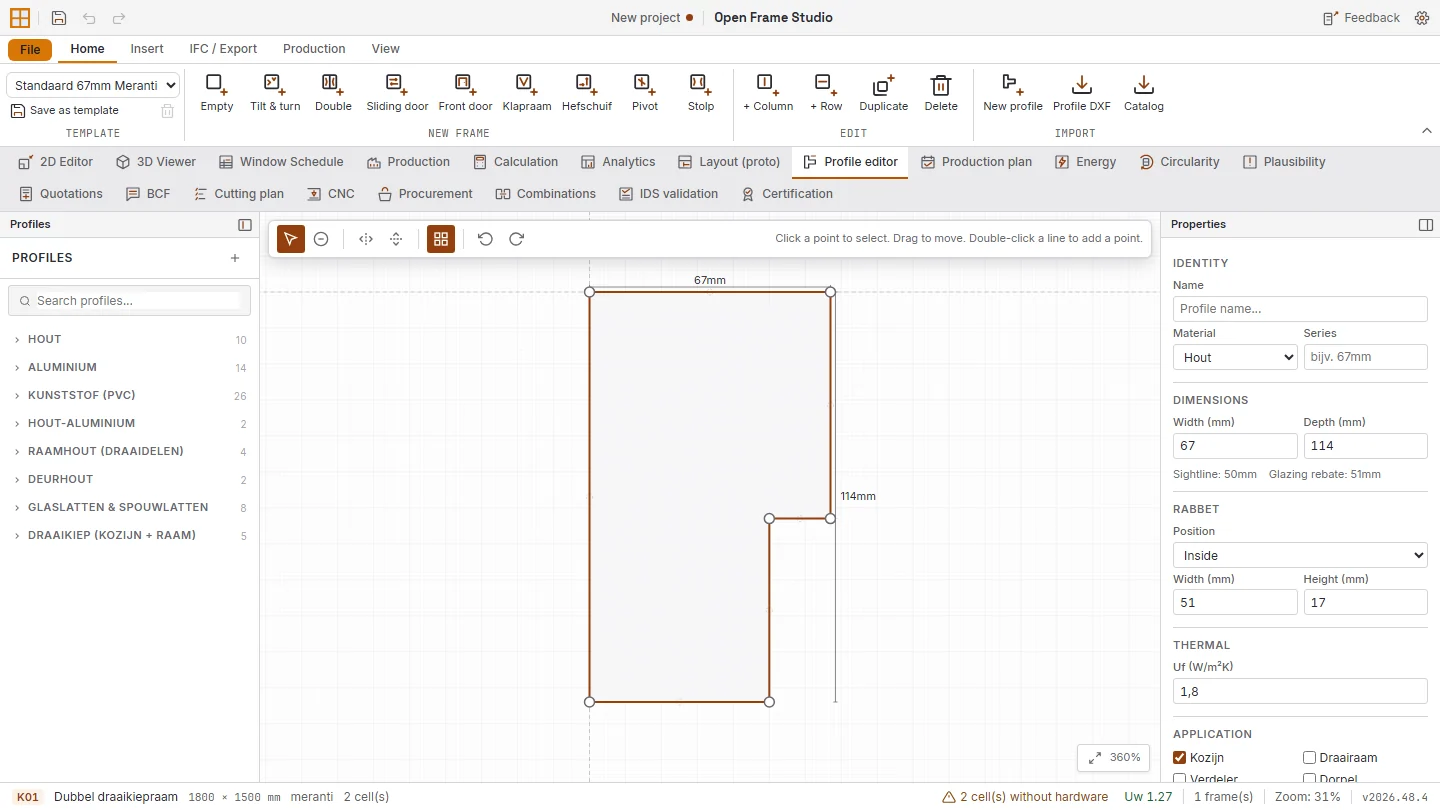 New project
Open Frame Studio
Feedback
File
Home
Insert
IFC / Export
Production
View
Standaard 67mm Meranti
Save as template
TEMPLATE
Empty
Tilt & turn
Double
Sliding door
Front door
Klapraam
Hefschuif
Pivot
Stolp
NEW FRAME
+ Column
+ Row
Duplicate
Delete
EDIT
New profile
Profile DXF
Catalog
IMPORT
2D Editor
3D Viewer
Window Schedule
Production
Calculation
Analytics
Layout (proto)
Profile editor
Production plan
Energy
Circularity
Plausibility
Quotations
BCF
Cutting plan
CNC
Procurement
Combinations
IDS validation
Certification
Profiles
PROFILES
Search profiles...
HOUT 10
ALUMINIUM 14
KUNSTSTOF (PVC) 26
HOUT-ALUMINIUM 2
RAAMHOUT (DRAAIDELEN) 4
DEURHOUT 2
GLASLATTEN & SPOUWLATTEN 8
DRAAIKIEP (KOZIJN + RAAM) 5
Click a point to select. Drag to move. Double-click a line to add a point.
67mm
114mm
360%
Properties
IDENTITY
Name
Profile name...
Material Series
Hout bijv. 67mm
DIMENSIONS
Width (mm) Depth (mm)
67 114
Sightline: 50mm Glazing rebate: 51mm
RABBET
Position
Inside
Width (mm) Height (mm)
51 17
THERMAL
Uf (W/m²K)
1,8
APPLICATION
Kozijn Draairaam
Verdeler Dorpel
K01 Dubbel draaikiepraam 1800 × 1500 mm meranti 2 cell(s)
2 cell(s) without hardware Uw 1.27 1 frame(s) Zoom: 31% v2026.48.4